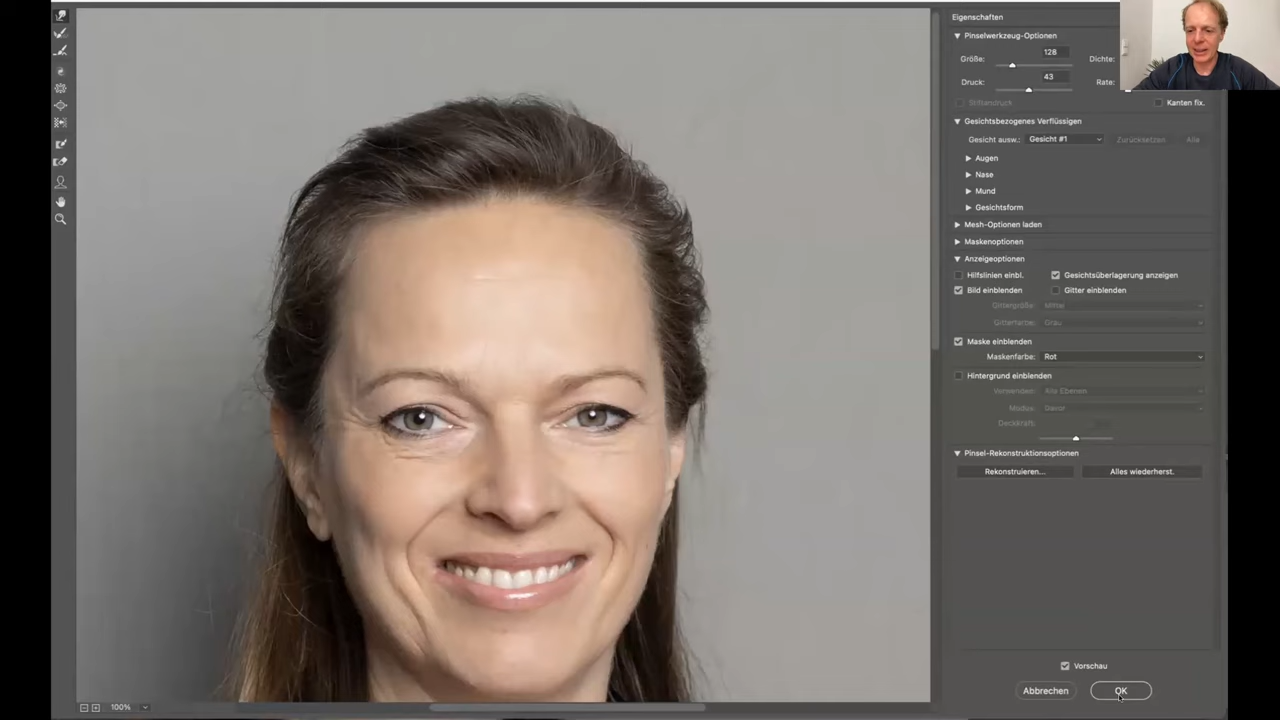 Eigenschaften
Pinselwerkzeug-Optionen
Größe: 128 Dichte:
Druck: 43 Rate:
Stiftandruck Kanten fix.
Gesichtsbezogenes Verflüssigen
Gesicht ausw.: Gesicht #1 Zurücksetzen Alle
Augen
Nase
Mund
Gesichtsform
Mesh-Optionen laden
Maskenoptionen
Anzeigeoptionen
Hilfslinien einbl. Gesichtsüberlagerung anzeigen
Bild einblenden Gitter einblenden
Gittergröße: Mittel
Gitterfarbe: Grau
Maske einblenden
Maskenfarbe: Rot
Hintergrund einblenden
Verwenden: Alle Ebenen
Modus: Davor
Deckkraft:
Pinsel-Rekonstruktionsoptionen
Rekonstruieren... Alles wiederherst.
Vorschau
Abbrechen OK
100%